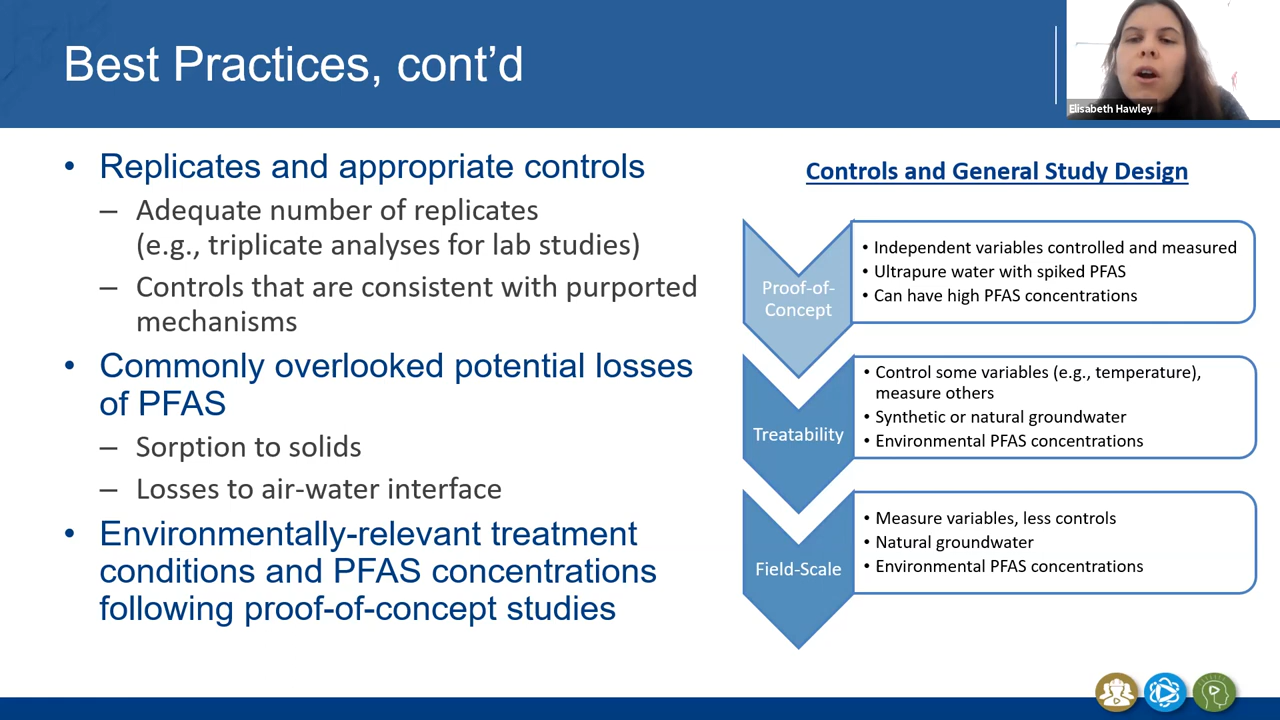 Best Practices, cont’d
Elisabeth Hawley
• Replicates and appropriate controls
– Adequate number of replicates
(e.g., triplicate analyses for lab studies)
– Controls that are consistent with purported
mechanisms
• Commonly overlooked potential losses
of PFAS
– Sorption to solids
– Losses to air-water interface
• Environmentally-relevant treatment
conditions and PFAS concentrations
following proof-of-concept studies
Controls and General Study Design
Proof-of-
Concept
• Independent variables controlled and measured
• Ultrapure water with spiked PFAS
• Can have high PFAS concentrations
Treatability
• Control some variables (e.g., temperature),
measure others
• Synthetic or natural groundwater
• Environmental PFAS concentrations
Field-Scale
• Measure variables, less controls
• Natural groundwater
• Environmental PFAS concentrations